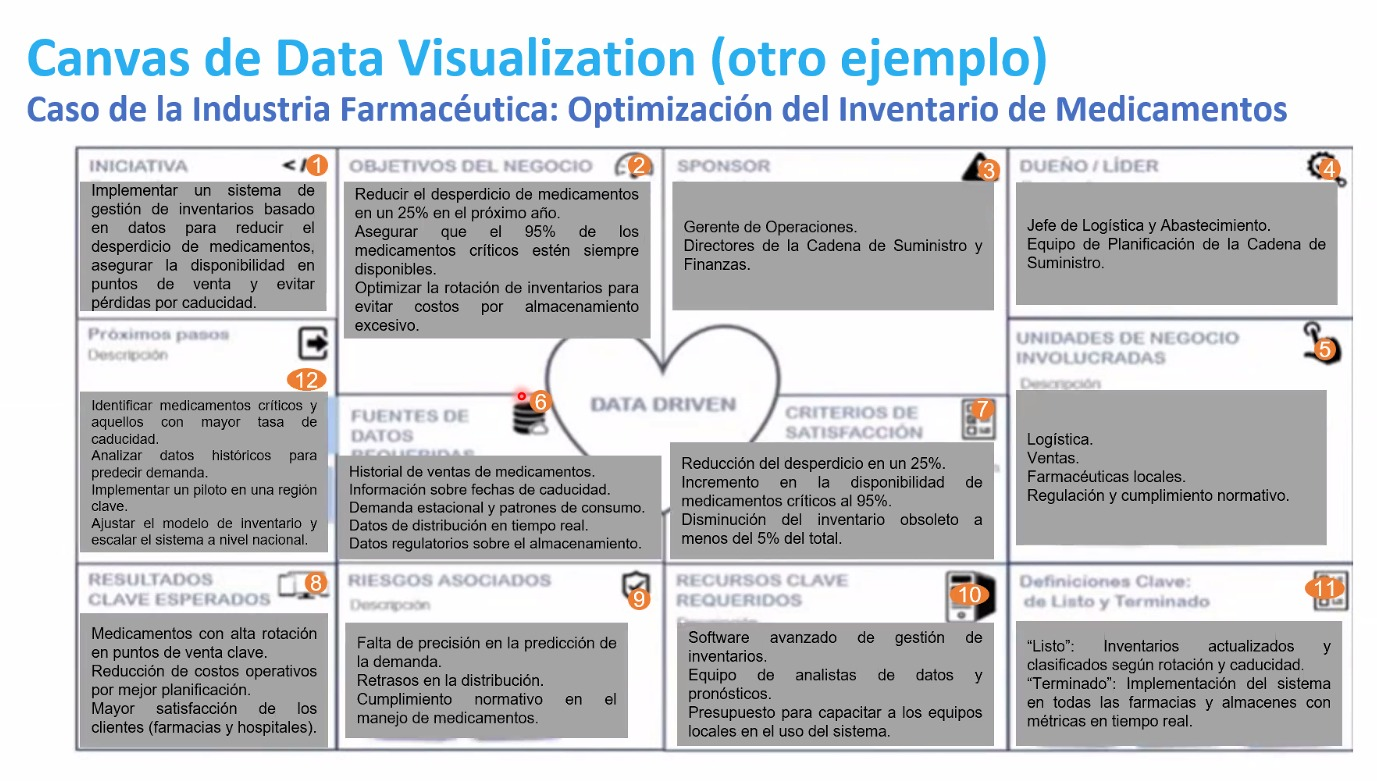 Canvas de Data Visualization (otro ejemplo)
Caso de la Industria Farmacéutica: Optimización del Inventario de Medicamentos
INICIATIVA
</ 1
Implementar un sistema de
gestión de inventarios basado
en datos para reducir el
desperdicio de medicamentos,
asegurar la disponibilidad en
puntos de venta y evitar
pérdidas por caducidad.
OBJETIVOS DEL NEGOCIO
2
Reducir el desperdicio de medicamentos
en un 25% en el próximo año.
Asegurar que el 95% de los
medicamentos críticos estén siempre
disponibles.
Optimizar la rotación de inventarios para
evitar costos por almacenamiento
excesivo.
SPONSOR
3
Gerente de Operaciones.
Directores de la Cadena de Suministro y
Finanzas.
DUEÑO / LÍDER
4
Jefe de Logística y Abastecimiento.
Equipo de Planificación de la Cadena de
Suministro.
UNIDADES DE NEGOCIO
INVOLUCRADAS
5
Descripción
Logística.
Ventas.
Farmacéuticas locales.
Regulación y cumplimiento normativo.
DATA DRIVEN
FUENTES DE
DATOS
REQUERIDAS
6
Historial de ventas de medicamentos.
Información sobre fechas de caducidad.
Demanda estacional y patrones de consumo.
Datos de distribución en tiempo real.
Datos regulatorios sobre el almacenamiento.
CRITERIOS DE
SATISFACCIÓN
7
Reducción del desperdicio en un 25%.
Incremento en la disponibilidad de
medicamentos críticos al 95%.
Disminución del inventario obsoleto a
menos del 5% del total.
RESULTADOS
CLAVE ESPERADOS
8
Medicamentos con alta rotación
en puntos de venta clave.
Reducción de costos operativos
por mejor planificación.
Mayor satisfacción de los
clientes (farmacias y hospitales).
RIESGOS ASOCIADOS
9
Descripción
Falta de precisión en la predicción de
la demanda.
Retrasos en la distribución.
Cumplimiento normativo en el
manejo de medicamentos.
RECURSOS CLAVE
REQUERIDOS
10
Software avanzado de gestión de
inventarios.
Equipo de analistas de datos y
pronósticos.
Presupuesto para capacitar a los equipos
locales en el uso del sistema.
Definiciones Clave:
de Listo y Terminado
11
“Listo”: Inventarios actualizados y
clasificados según rotación y caducidad.
“Terminado”: Implementación del sistema
en todas las farmacias y almacenes con
métricas en tiempo real.
Próximos pasos
Descripción
12
Identificar medicamentos críticos y
aquellos con mayor tasa de
caducidad.
Analizar datos históricos para
predecir demanda.
Implementar un piloto en una región
clave.
Ajustar el modelo de inventario y
escalar el sistema a nivel nacional.